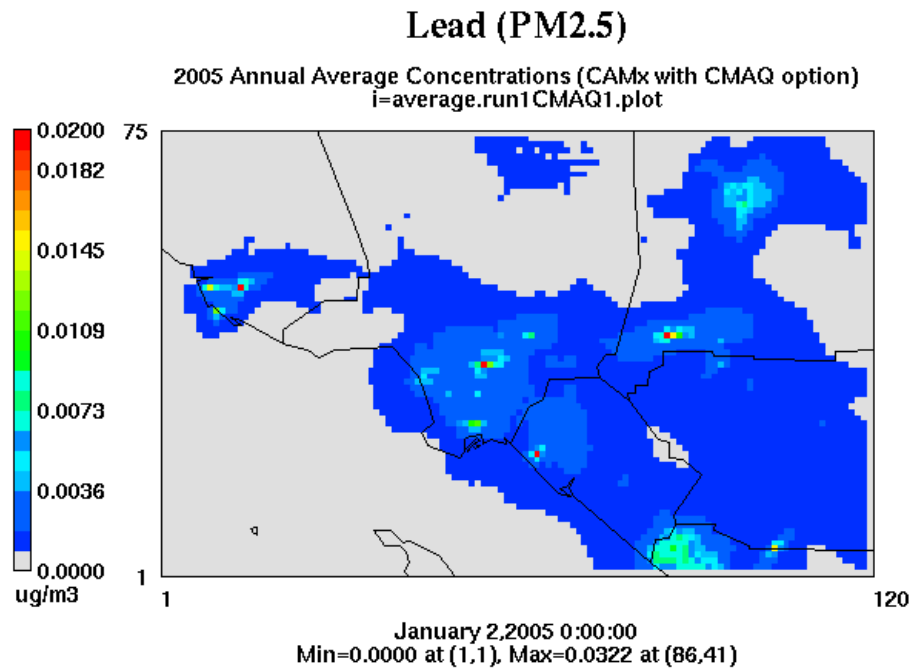 Lead (PM2.5)
2005 Annual Average Concentrations (CAMx with CMAQ option)
i=average.run1CMAQ1.plot
0.0200
0.0182
0.0145
0.0109
0.0073
0.0036
0.0000
ug/m3
75
1
1
120
January 2,2005 0:00:00
Min=0.0000 at (1,1), Max=0.0322 at (86,41)